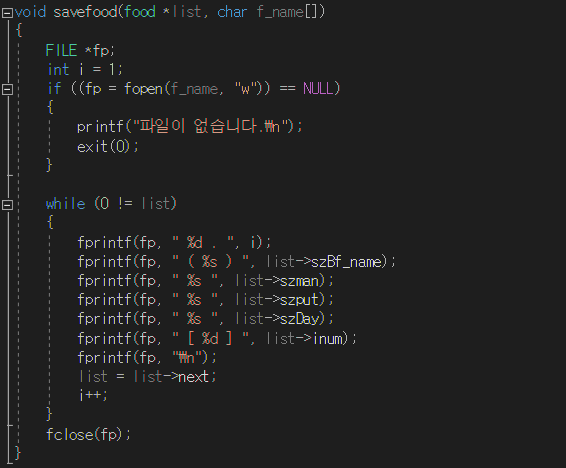 void savefood(food *list, char f_name[])
{
FILE *fp;
int i = 1;
if ((fp = fopen(f_name, "w")) == NULL)
{
printf("파일이 없습니다.₩n");
exit(0);
}
while (0 != list)
{
fprintf(fp, " %d . ", i);
fprintf(fp, " ( %s ) ", list->szBf_name);
fprintf(fp, " %s ", list->szman);
fprintf(fp, " %s ", list->szput);
fprintf(fp, " %s ", list->szDay);
fprintf(fp, " [ %d ] ", list->inum);
fprintf(fp, "₩n");
list = list->next;
i++;
}
fclose(fp);
}